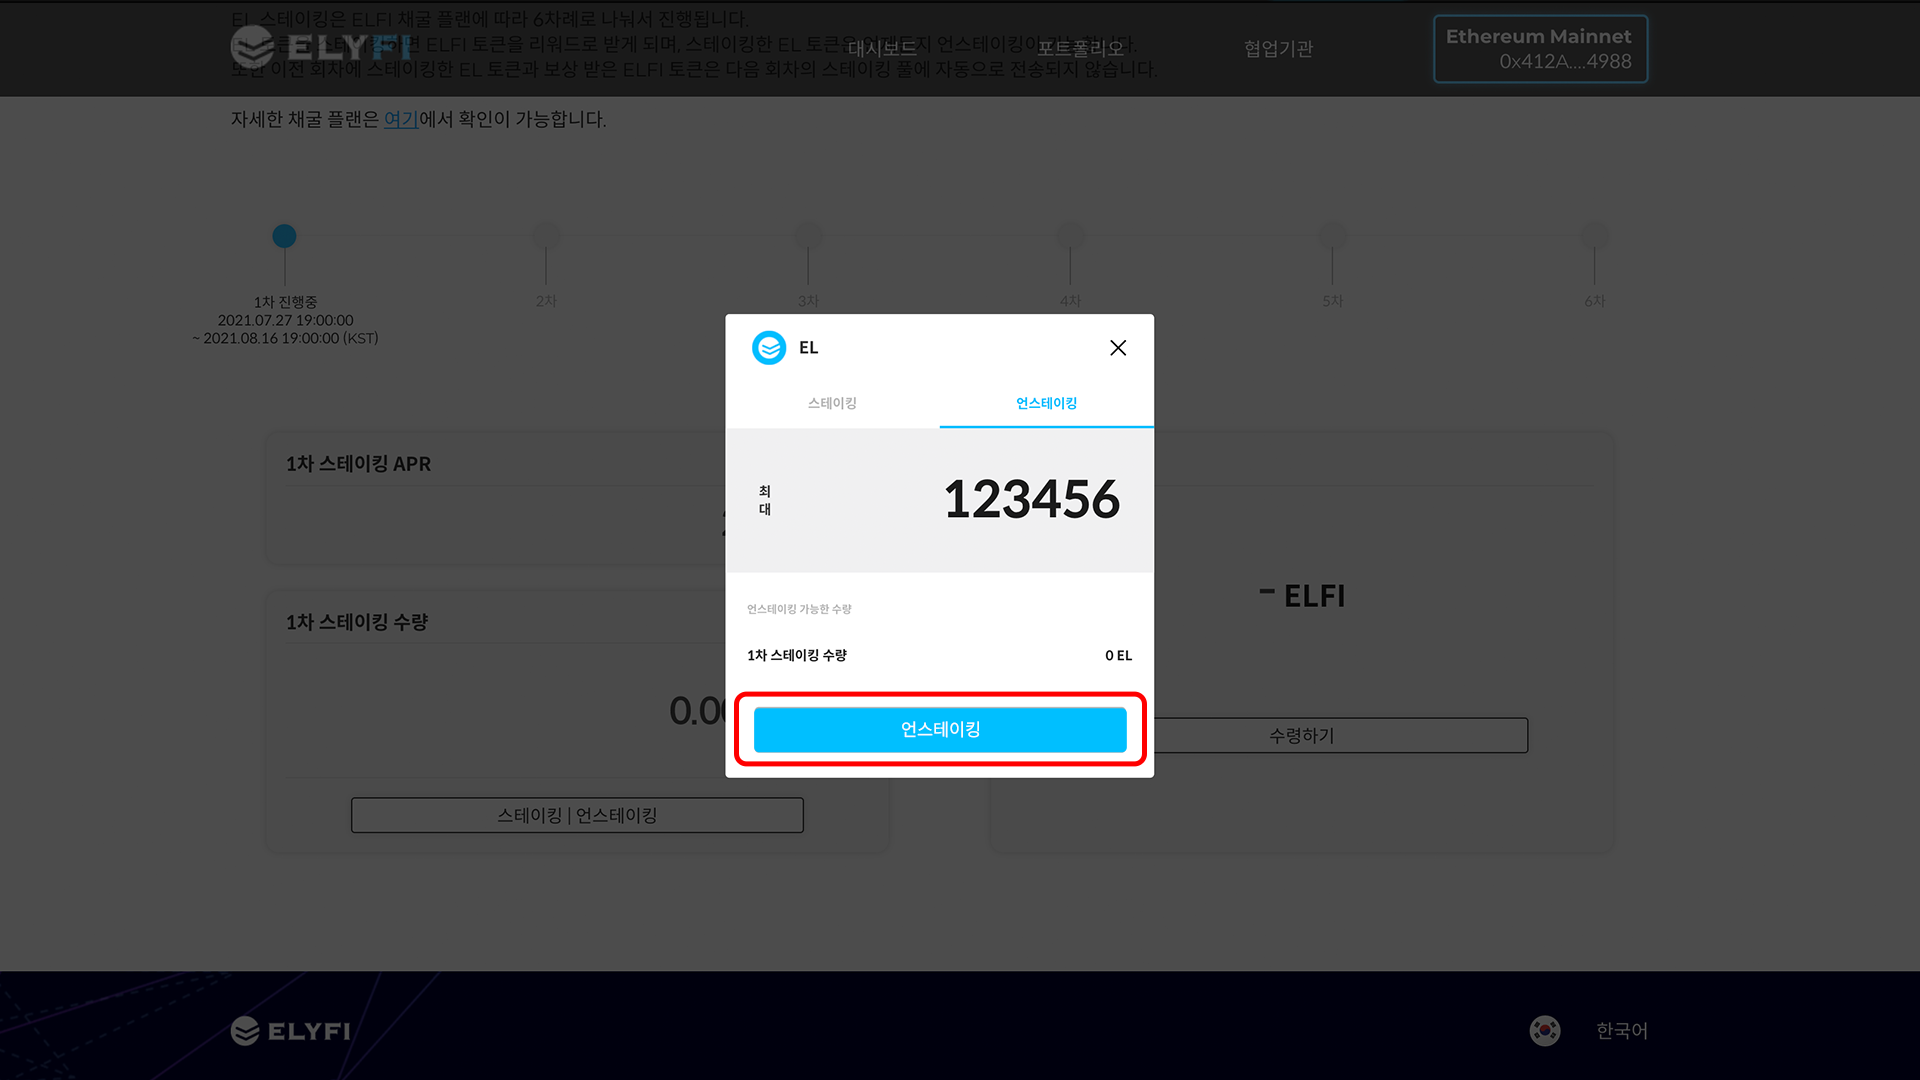 EL 스테이킹은 ELFI 채굴 플랜에 따라 6차례로 나눠서 진행됩니다.
ELYFI
면 ELFI 토큰을 리워드로 받게 되며, 스테이킹한 EL 토큰은 언제든지 언스테이킹이 가능합니다.
대시보드
포트폴리오
협업기관
Ethereum Mainnet
0x412A....4988
또한 이전 회차에 스테이킹한 EL 토큰과 보상 받은 ELFI 토큰은 다음 회차의 스테이킹 풀에 자동으로 전송되지 않습니다.
자세한 채굴 플랜은 여기에서 확인이 가능합니다.
1차 진행중
2021.07.27 19:00:00
~ 2021.08.16 19:00:00 (KST)
2차
3차
4차
5차
6차
EL
스테이킹
언스테이킹
최
대
123456
언스테이킹 가능한 수량
1차 스테이킹 수량
0 EL
언스테이킹
1차 스테이킹 APR
1차 스테이킹 수량
0.0
스테이킹 | 언스테이킹
- ELFI
수령하기
ELYFI
한국어